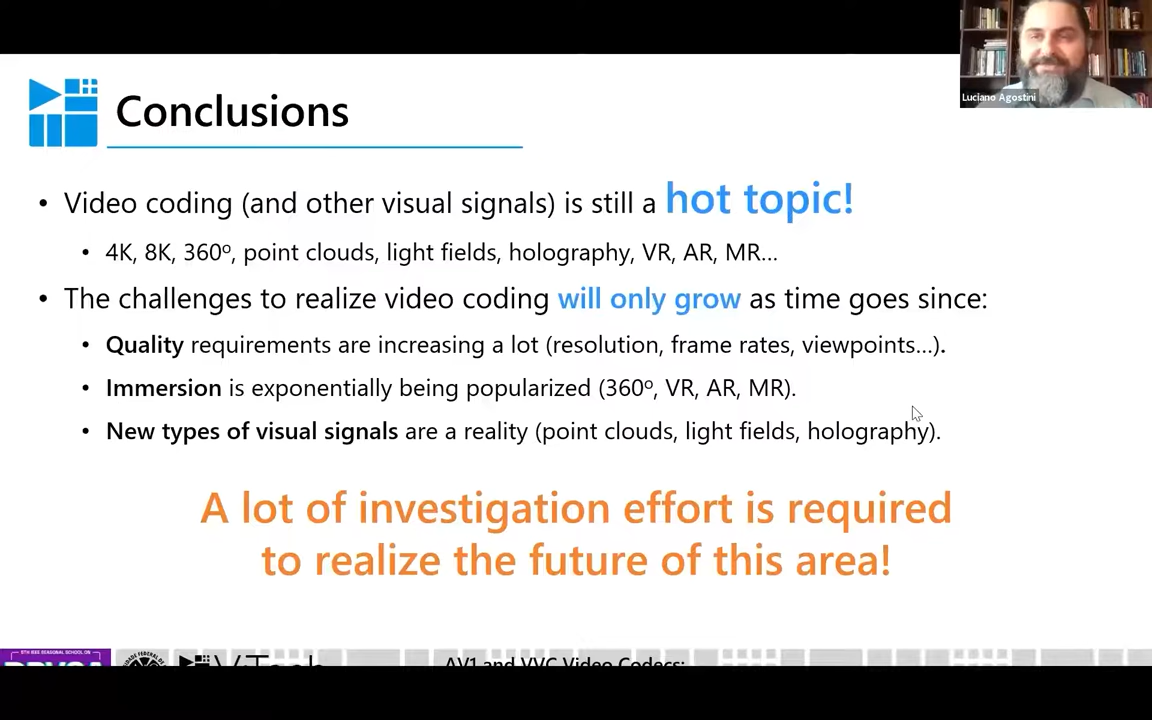 Luciano Agostini
Conclusions
• Video coding (and other visual signals) is still a hot topic!
• 4K, 8K, 360º, point clouds, light fields, holography, VR, AR, MR...
• The challenges to realize video coding will only grow as time goes since:
• Quality requirements are increasing a lot (resolution, frame rates, viewpoints...).
• Immersion is exponentially being popularized (360º, VR, AR, MR).
• New types of visual signals are a reality (point clouds, light fields, holography).
A lot of investigation effort is required
to realize the future of this area!
AV1 and VVC Video Codecs: